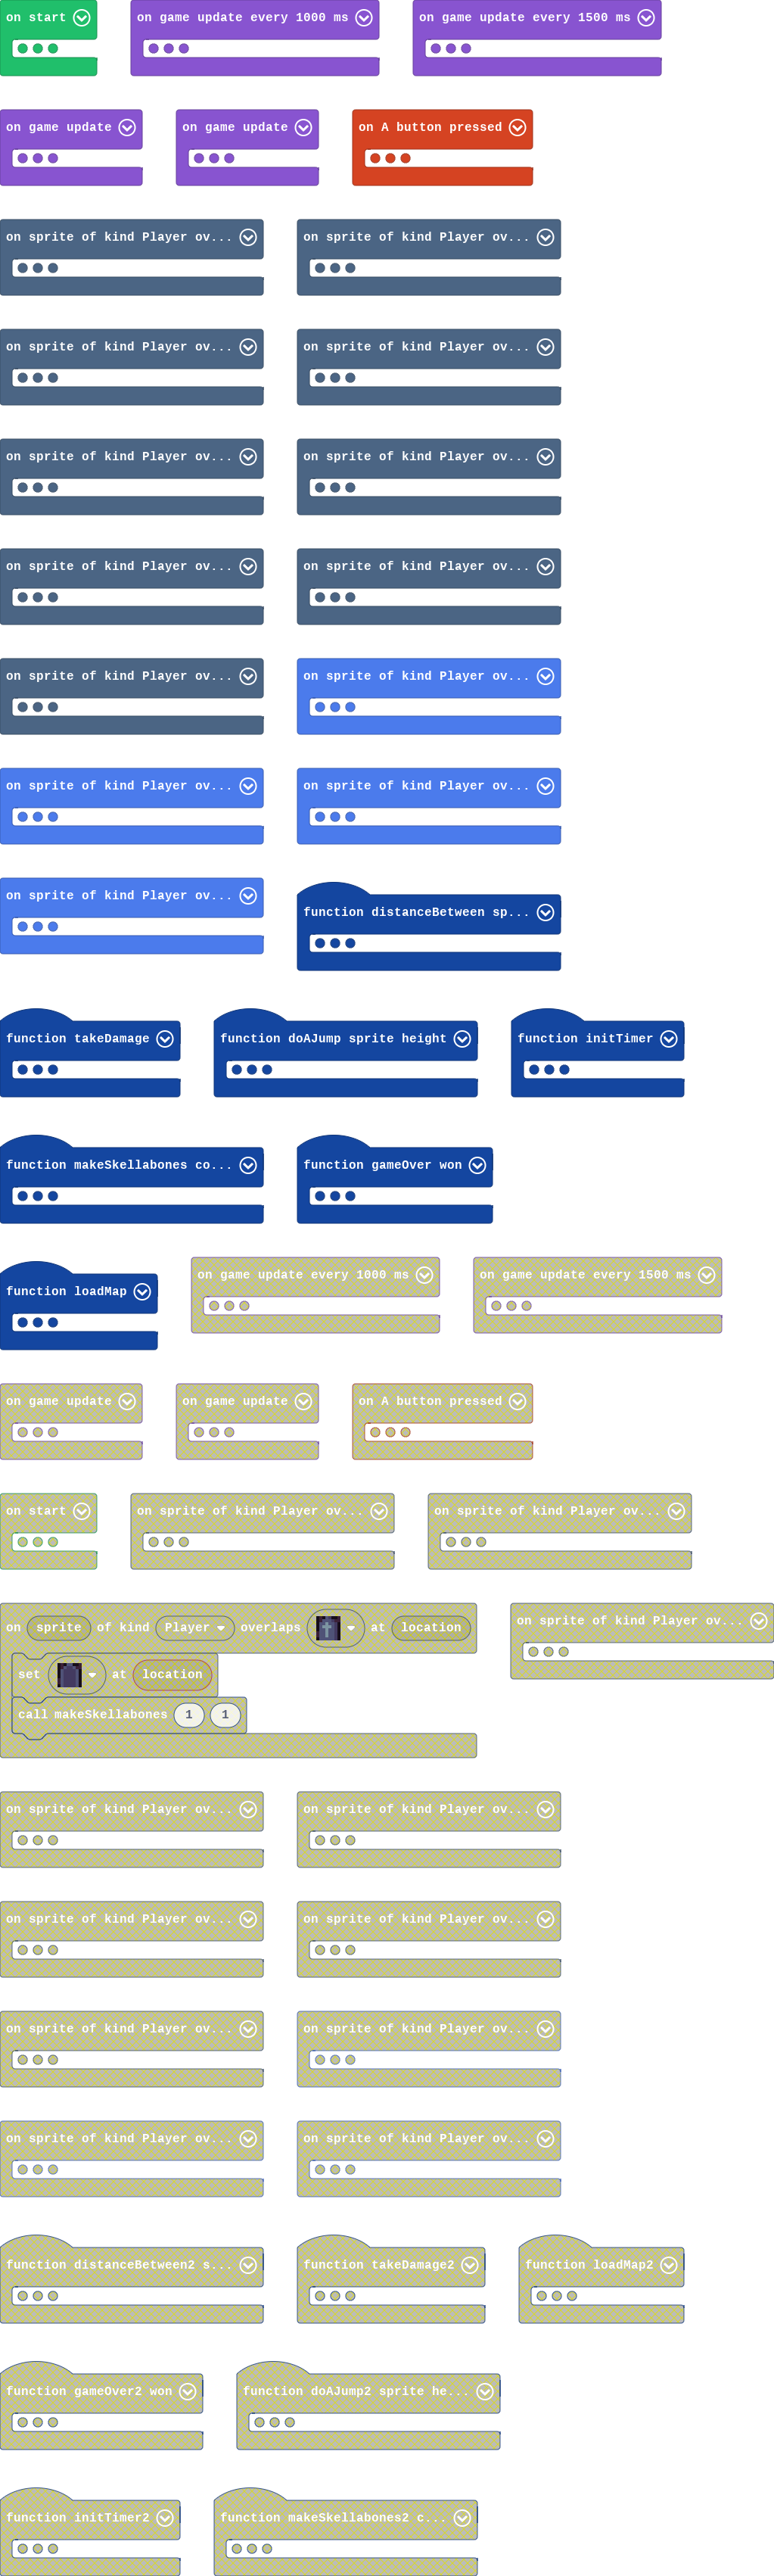 on start
on game update every 1000 ms
on game update every 1500 ms
on game update
on game update
on A button pressed
on sprite of kind Player ov...
on sprite of kind Player ov...
on sprite of kind Player ov...
on sprite of kind Player ov...
on sprite of kind Player ov...
on sprite of kind Player ov...
on sprite of kind Player ov...
on sprite of kind Player ov...
on sprite of kind Player ov...
on sprite of kind Player ov...
on sprite of kind Player ov...
on sprite of kind Player ov...
on sprite of kind Player ov...
function distanceBetween sp...
function takeDamage
function doAJump sprite height
function initTimer
function makeSkellabones co...
function gameOver won
function loadMap
on game update every 1000 ms
on game update every 1500 ms
on game update
on game update
on A button pressed
on start
on sprite of kind Player ov...
on sprite of kind Player ov...
on sprite of kind Player overlaps at location
set at location
call makeSkellabones 1 1
on sprite of kind Player ov...
on sprite of kind Player ov...
on sprite of kind Player ov...
on sprite of kind Player ov...
on sprite of kind Player ov...
on sprite of kind Player ov...
on sprite of kind Player ov...
on sprite of kind Player ov...
on sprite of kind Player ov...
function distanceBetween2 s...
function takeDamage2
function loadMap2
function gameOver2 won
function doAJump2 sprite he...
function initTimer2
function makeSkellabones2 c...